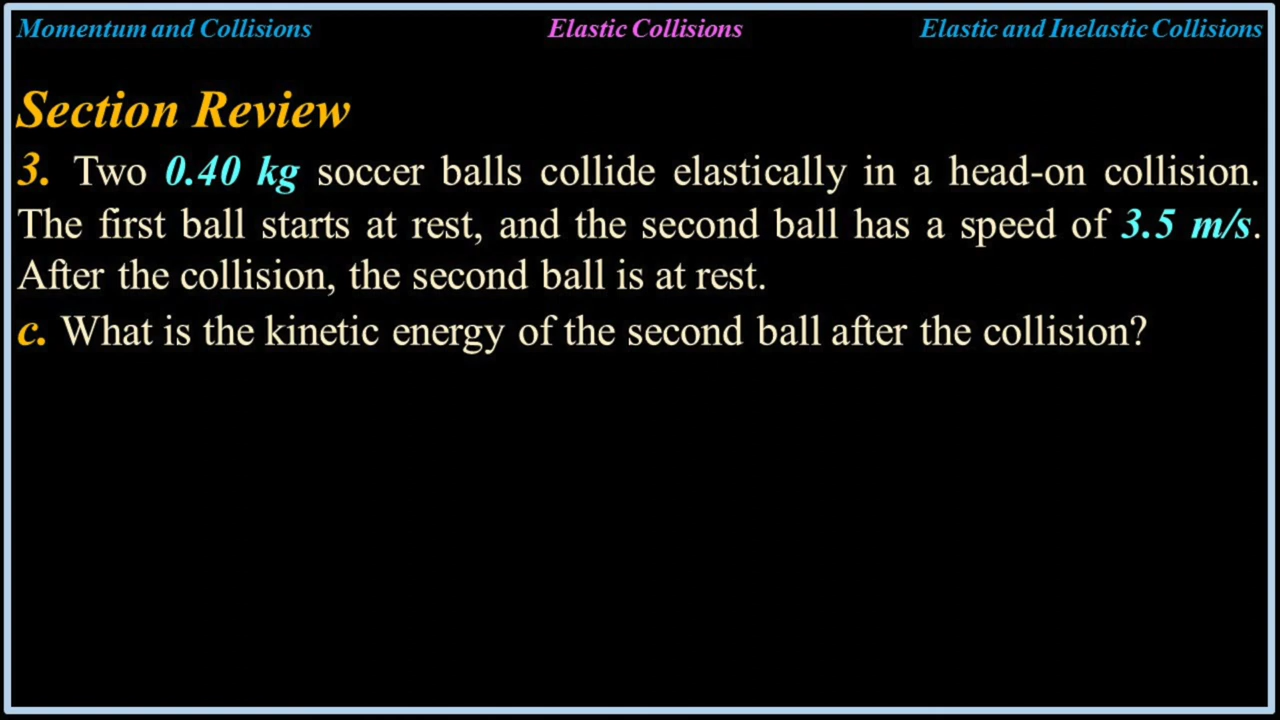 Momentum and Collisions Elastic Collisions Elastic and Inelastic Collisions
Section Review
3. Two 0.40 kg soccer balls collide elastically in a head-on collision.
The first ball starts at rest, and the second ball has a speed of 3.5 m/s.
After the collision, the second ball is at rest.
c. What is the kinetic energy of the second ball after the collision?